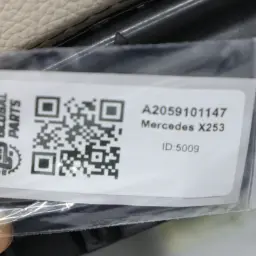 GLOBAL
PARTS
A2059101147
Mercedes X253
ID:5009